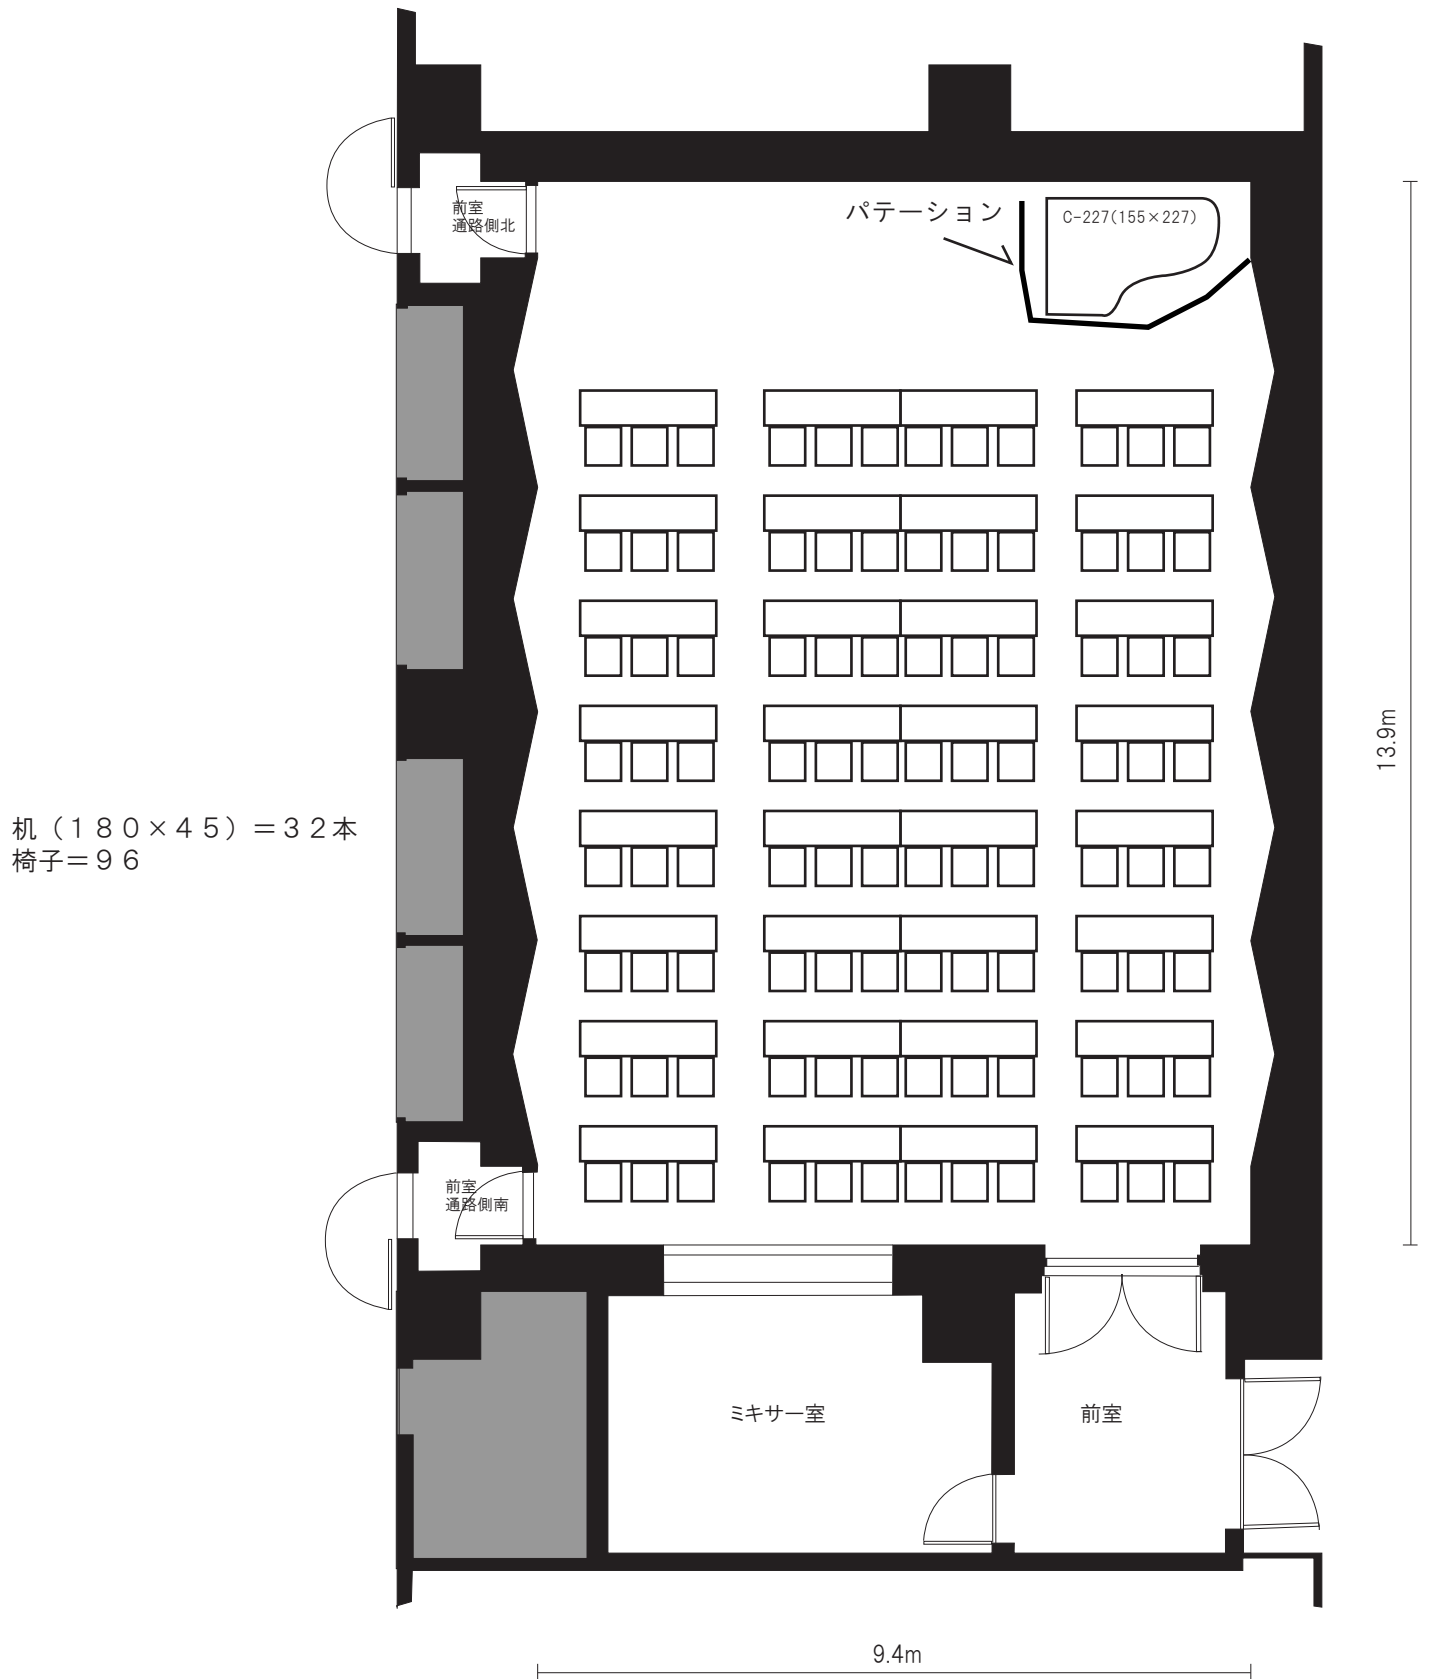 前室
通路側北
パテーション
C-227(155×227)
13.9m
机（１８０×４５）＝３２本
椅子＝９６
前室
通路側南
ミキサー室
前室
9.4m